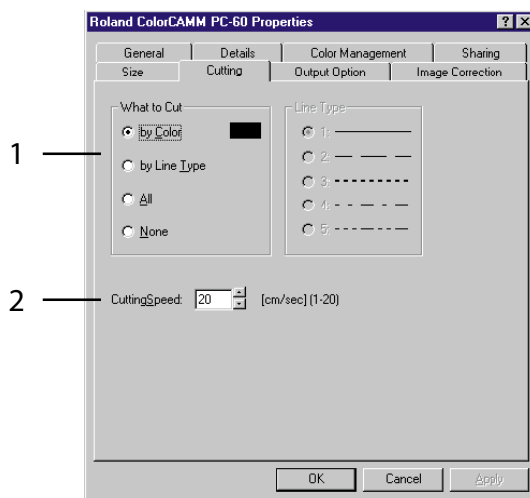 Roland ColorCAMM PC-60 Properties
General Details Color Management Sharing
Size Cutting Output Option Image Correction
What to Cut
by Color
by Line Type
All
None
Line Type
1:
2:
3:
4:
5:
1
2
CuttingSpeed: 20 [cm/sec] (1-20)
OK Cancel Apply